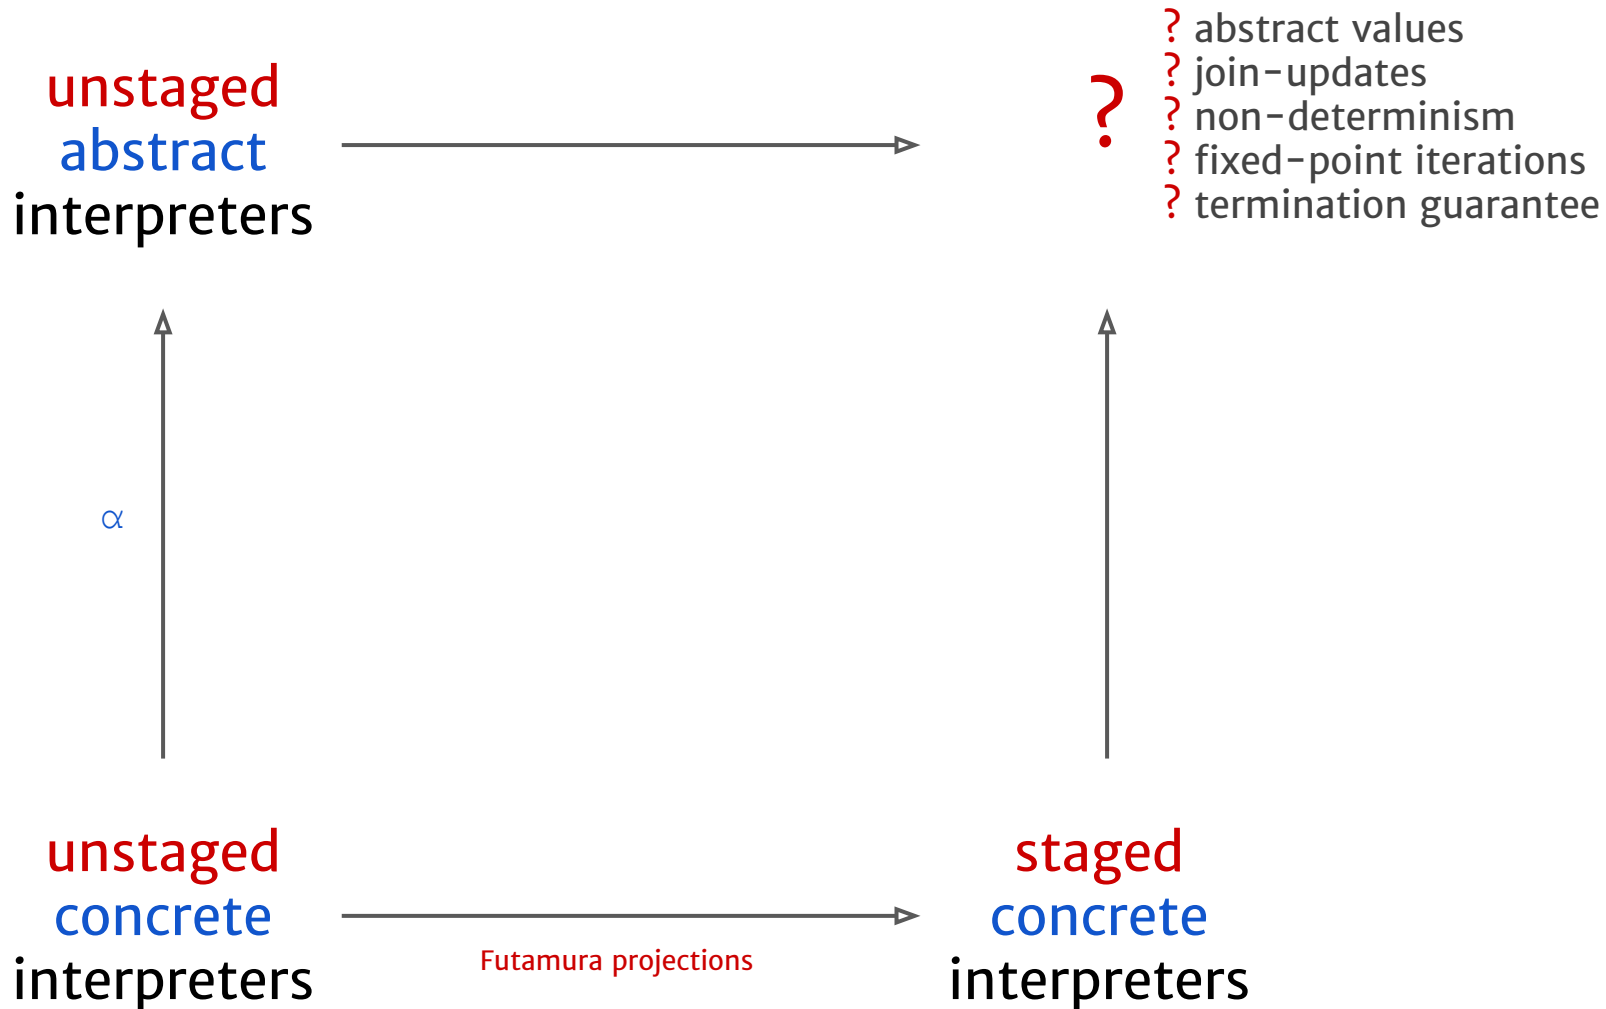 unstaged
abstract
interpreters
?
? abstract values
? join-updates
? non-determinism
? fixed-point iterations
? termination guarantee
α
unstaged
concrete
interpreters
Futamura projections
staged
concrete
interpreters